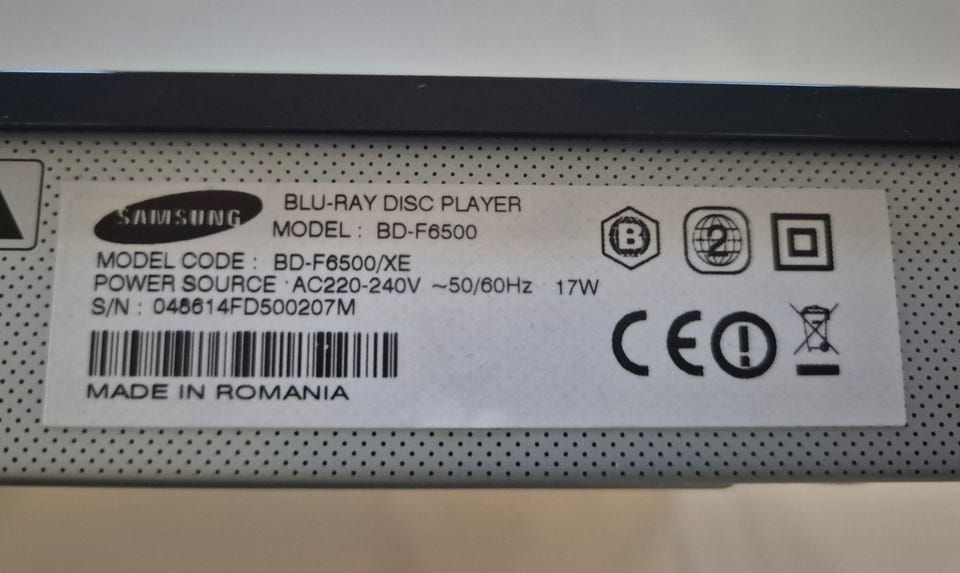 SAMSUNG
BLU-RAY DISC PLAYER
MODEL : BD-F6500
MODEL CODE : BD-F6500/XE
POWER SOURCE : AC220-240V ~50/60Hz 17W
S/N : 048614FD500207M
MADE IN ROMANIA
B
2
CE